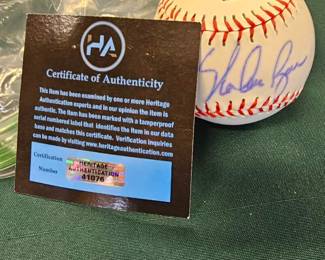 HA
Certificate of Authenticity
This item has been examined by one or more Heritage
Authentication experts and in our opinion the item is
authentic. The item has been marked with a tamperproof
serial numbered label that identifies the item in our data
base and matches this certificate. Verification inquiries
can be made by visiting www.heritageauthentication.com
Certification
Number
HERITAGE
AUTHENTICATION
41076